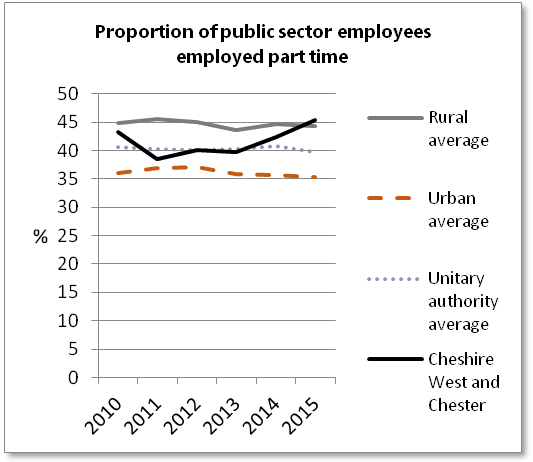 Proportion of public sector employees
employed part time
50
45
40
35
30
25
20
15
10
5
0
%
2010
2011
2012
2013
2014
2015
Rural
average
Urban
average
Unitary
authority
average
Cheshire
West and
Chester